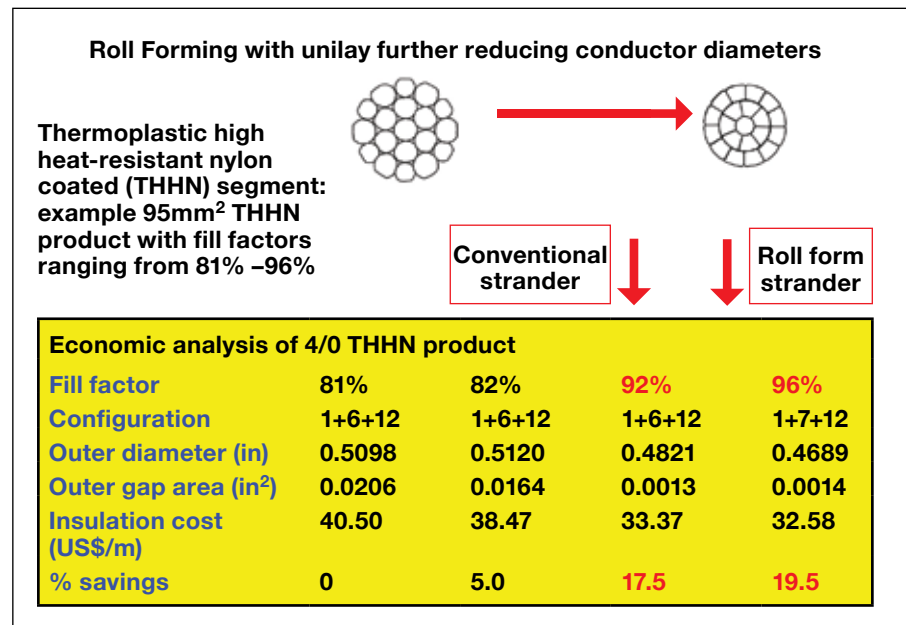 Roll Forming with unilay further reducing conductor diameters
Thermoplastic high
heat-resistant nylon
coated (THHN) segment:
example 95mm² THHN
product with fill factors
ranging from 81% –96%
Conventional
strander
Roll form
strander
Economic analysis of 4/0 THHN product
Fill factor 81% 82% 92% 96%
Configuration 1+6+12 1+6+12 1+6+12 1+7+12
Outer diameter (in) 0.5098 0.5120 0.4821 0.4689
Outer gap area (in²) 0.0206 0.0164 0.0013 0.0014
Insulation cost 40.50 38.47 33.37 32.58
(US$/m)
% savings 0 5.0 17.5 19.5